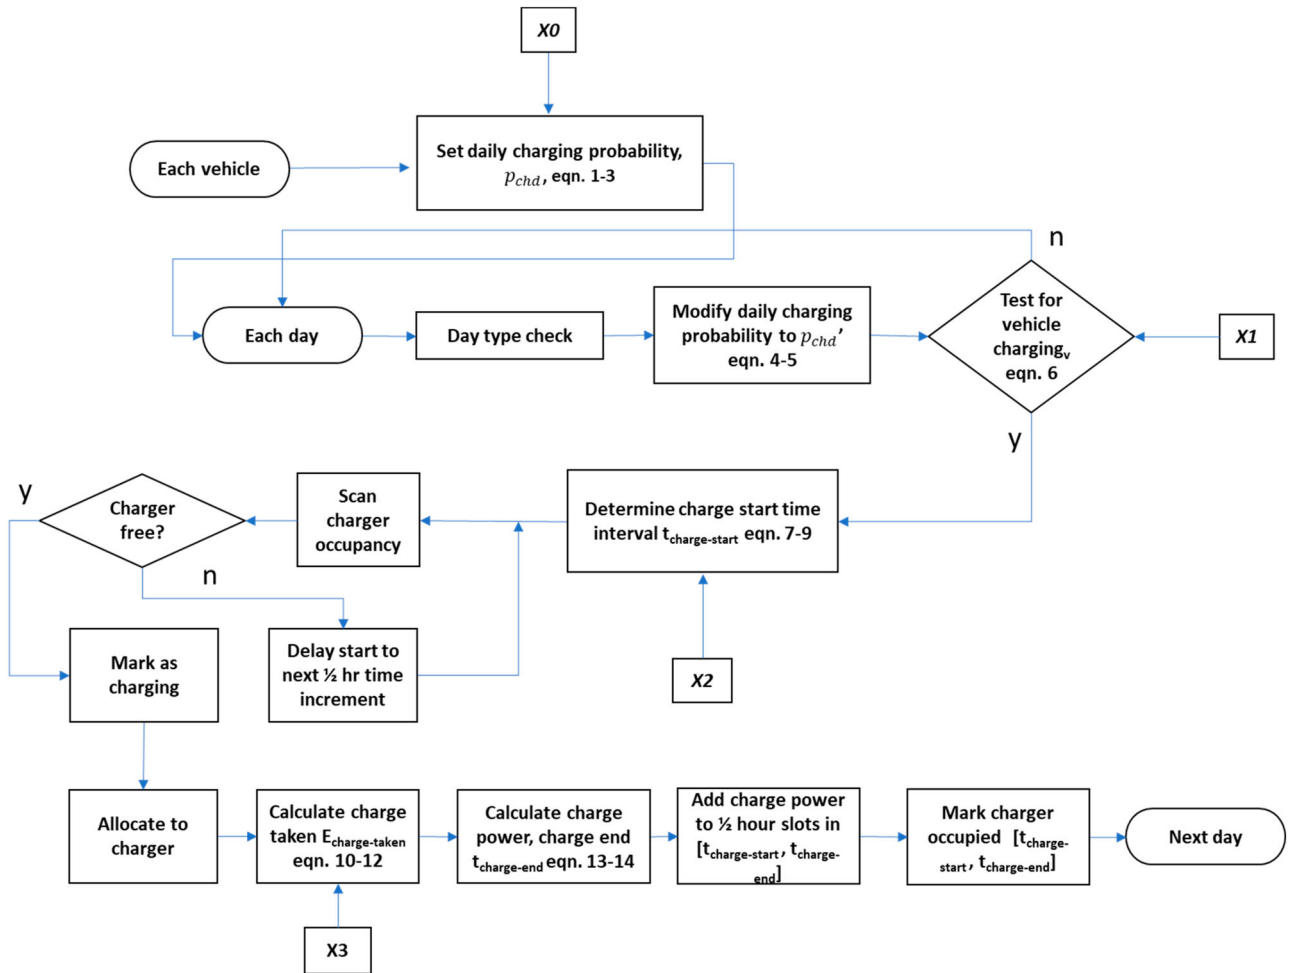 X0
Each vehicle
Set daily charging probability,
p_chd, eqn. 1-3
n
Each day
Day type check
Modify daily charging
probability to p_chd′
eqn. 4-5
Test for
vehicle
charging_v
eqn. 6
X1
y
y
Charger
free?
Scan
charger
occupancy
Determine charge start time
interval t_charge-start eqn. 7-9
n
Mark as
charging
Delay start to
next ½ hr time
increment
X2
Allocate to
charger
Calculate charge
taken E_charge-taken
eqn. 10-12
Calculate charge
power, charge end
t_charge-end eqn. 13-14
Add charge power
to ½ hour slots in
[t_charge-start, t_charge-
end]
Mark charger
occupied [t_charge-
start, t_charge-end]
Next day
X3